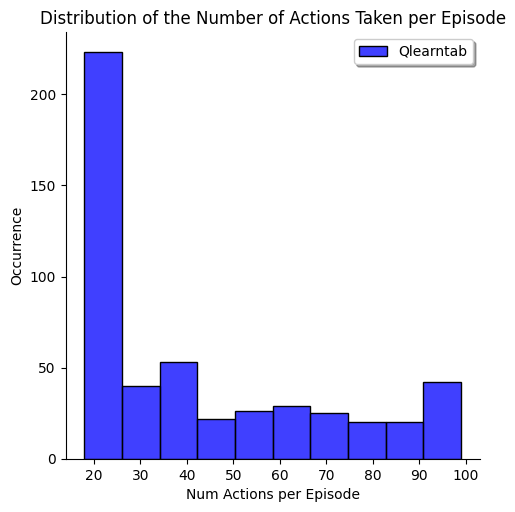 Distribution of the Number of Actions Taken per Episode
Qlearntab
200
150
100
50
0
Occurrence
20 30 40 50 60 70 80 90 100
Num Actions per Episode